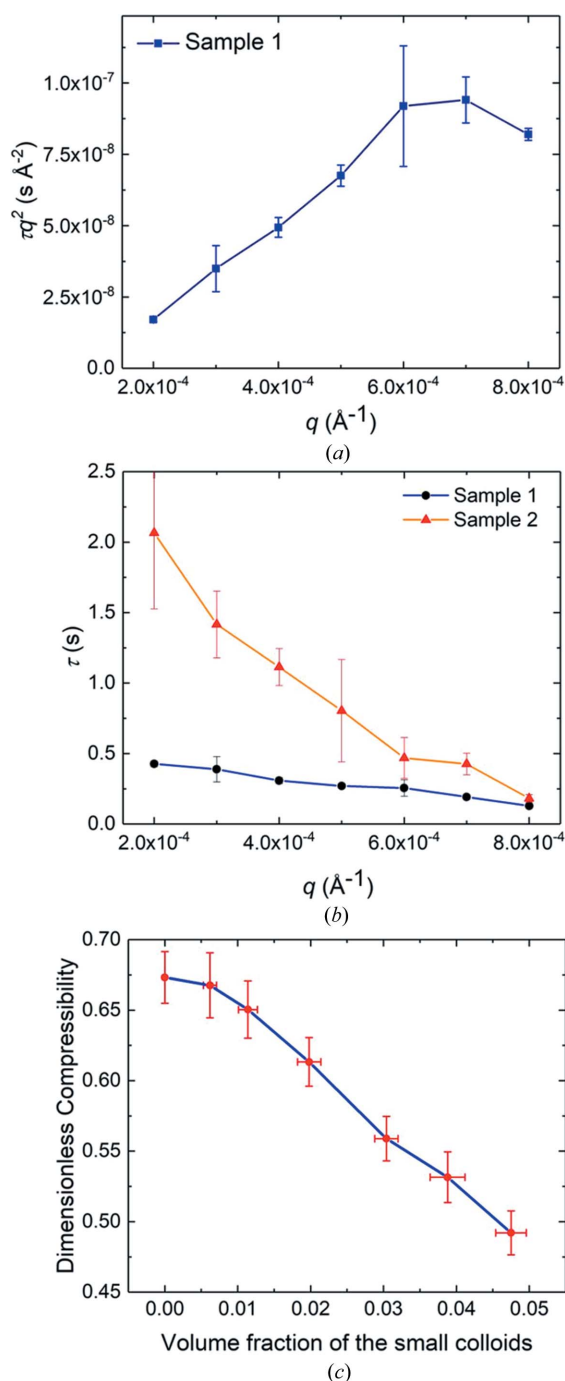 Sample 1
1.0x10-7
7.5x10-8
5.0x10-8
2.5x10-8
0.0
τq2 (s Å-2)
2.0x10-4 4.0x10-4 6.0x10-4 8.0x10-4
q (Å-1)
(a)
2.5
2.0
1.5
1.0
0.5
0.0
τ (s)
Sample 1
Sample 2
2.0x10-4 4.0x10-4 6.0x10-4 8.0x10-4
q (Å-1)
(b)
0.70
0.65
0.60
0.55
0.50
0.45
Dimensionless Compressibility
0.00 0.01 0.02 0.03 0.04 0.05
Volume fraction of the small colloids
(c)